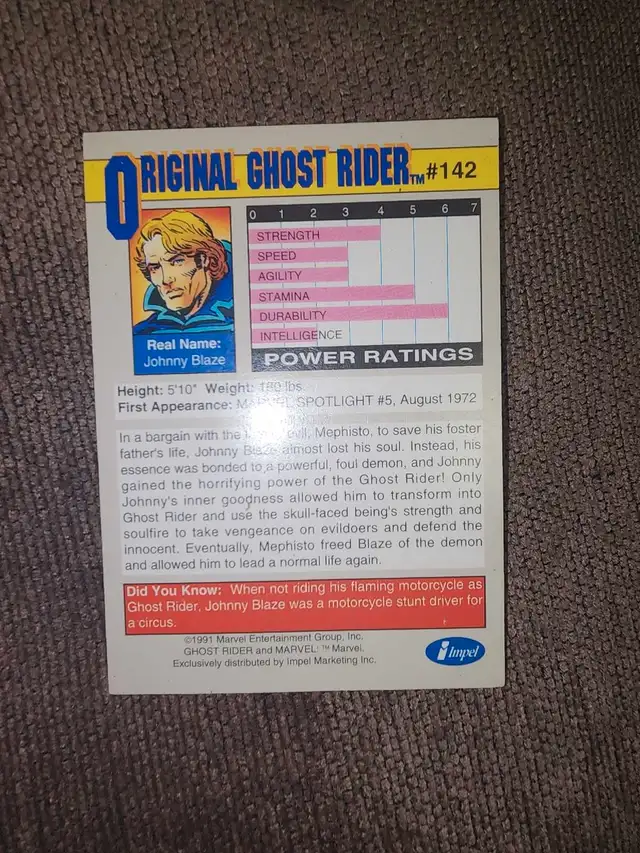 ORIGINAL GHOST RIDER™ #142
0 1 2 3 4 5 6 7
STRENGTH
SPEED
AGILITY
STAMINA
DURABILITY
INTELLIGENCE
POWER RATINGS
Real Name:
Johnny Blaze
Height: 5'10" Weight: 180 lbs.
First Appearance: MARVEL SPOTLIGHT #5, August 1972
In a bargain with the devil, Mephisto, to save his foster
father's life, Johnny Blaze almost lost his soul. Instead, his
essence was bonded to a powerful, foul demon, and Johnny
gained the horrifying power of the Ghost Rider! Only
Johnny's inner goodness allowed him to transform into
Ghost Rider and use the skull-faced being's strength and
soulfire to take vengeance on evildoers and defend the
innocent. Eventually, Mephisto freed Blaze of the demon
and allowed him to lead a normal life again.
Did You Know: When not riding his flaming motorcycle as
Ghost Rider, Johnny Blaze was a motorcycle stunt driver for
a circus.
©1991 Marvel Entertainment Group, Inc.
GHOST RIDER and MARVEL: ™ Marvel.
Exclusively distributed by Impel Marketing Inc.
Impel